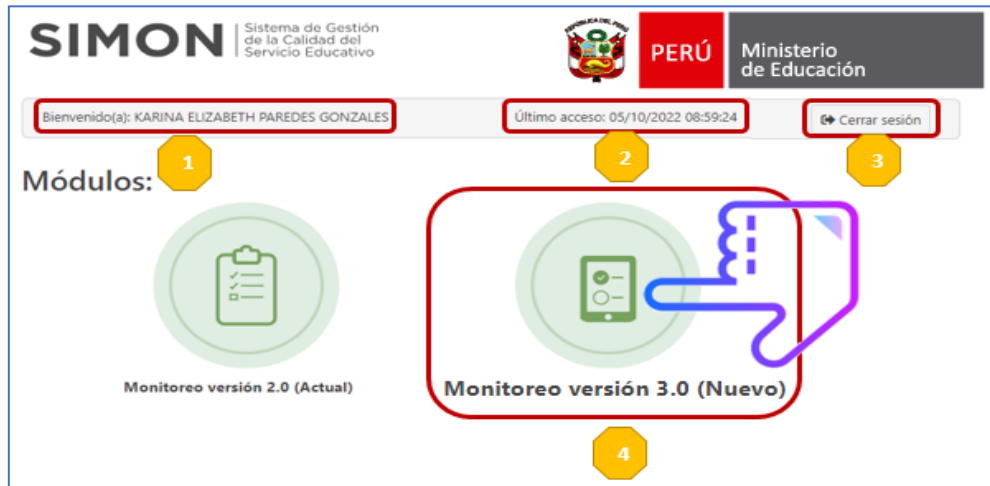 SIMON
Sistema de Gestión
de la Calidad del
Servicio Educativo
PERÚ
Ministerio
de Educación
Bienvenido(a): KARINA ELIZABETH PAREDES GONZALES
Último acceso: 05/10/2022 08:59:24
Cerrar sesión
1
2
3
Módulos:
Monitoreo versión 2.0 (Actual)
Monitoreo versión 3.0 (Nuevo)
4